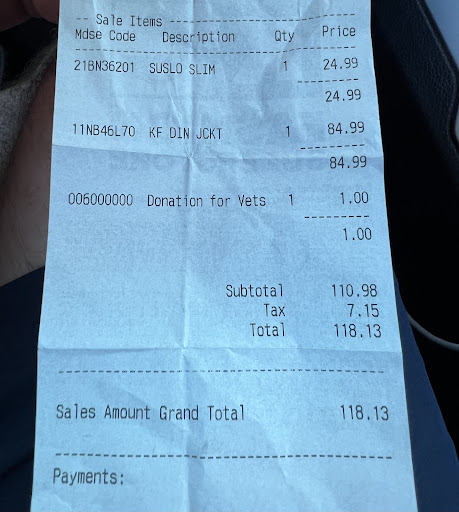 -- Sale Items --------------------
Mdse Code Description Qty Price
----------------------------------
21BN36201 SUSLO SLIM 1 24.99
---------
24.99
11NB46L70 KF DIN JCKT 1 84.99
---------
84.99
006000000 Donation for Vets 1 1.00
---------
1.00
Subtotal 110.98
Tax 7.15
Total 118.13
----------------------------------
Sales Amount Grand Total 118.13
----------------------------------
Payments: